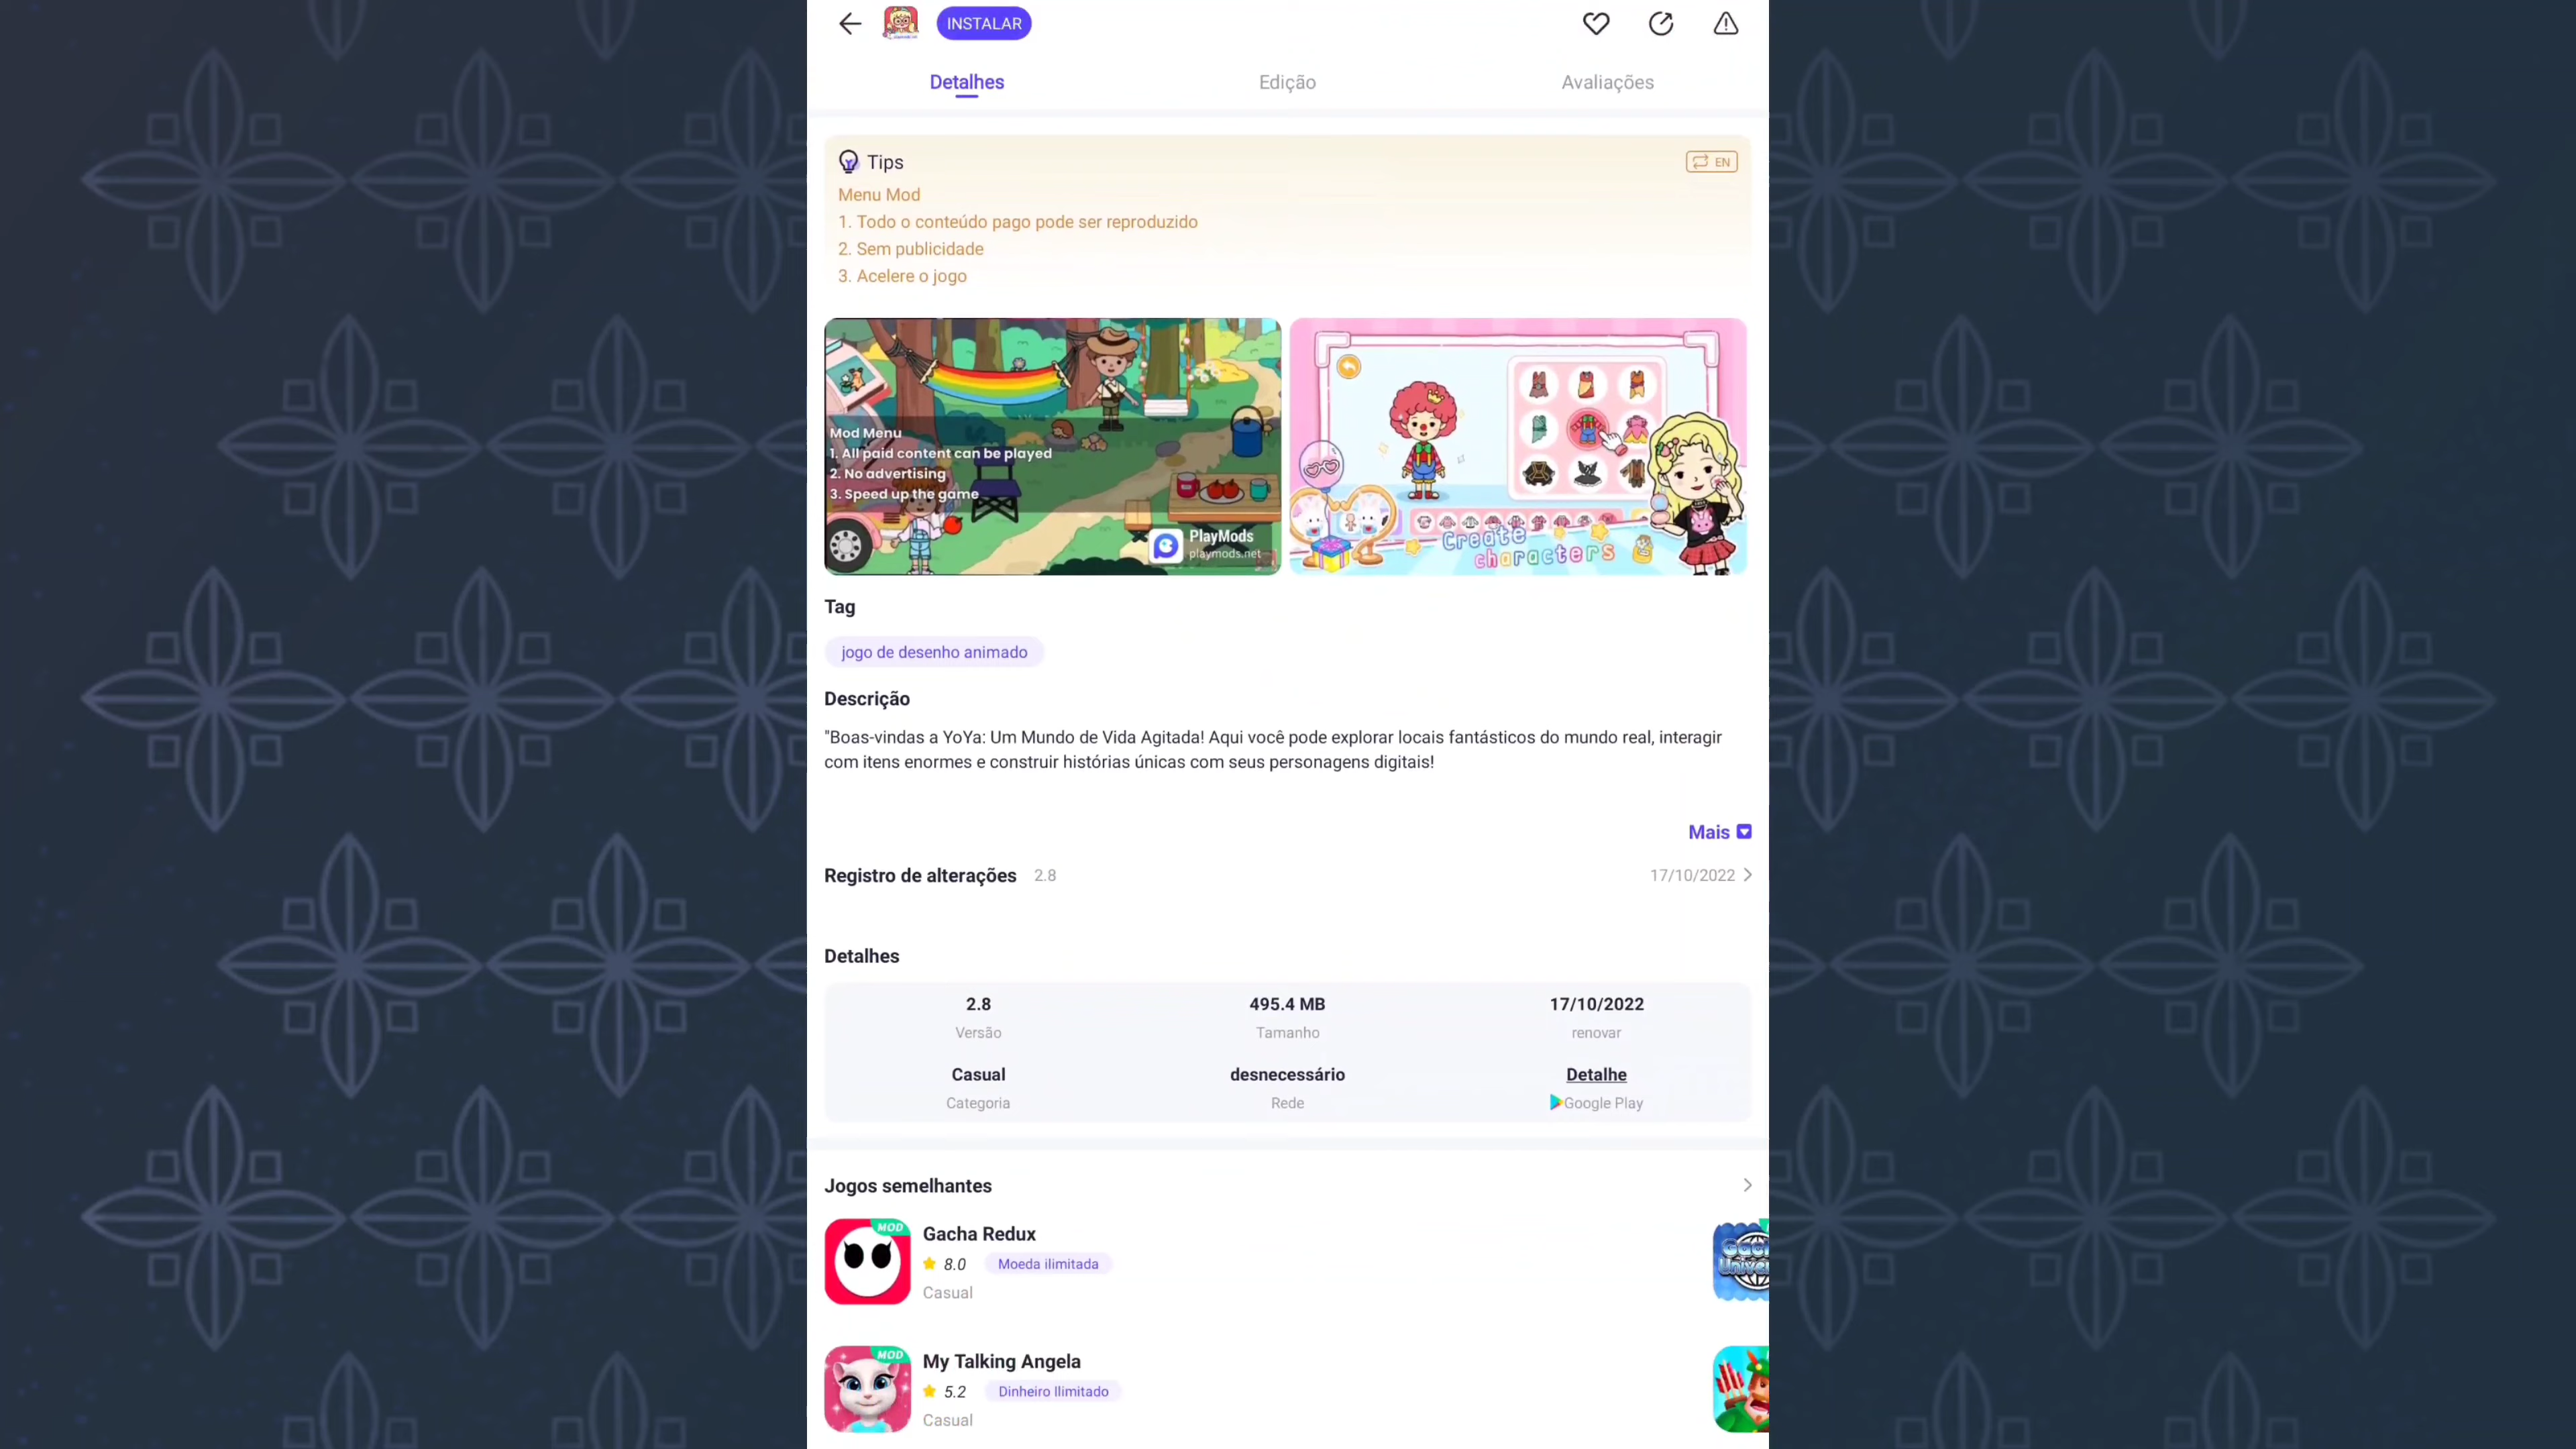 INSTALAR
Detalhes
Edição
Avaliações
Tips
EN
Menu Mod
1. Todo o conteúdo pago pode ser reproduzido
2. Sem publicidade
3. Acelere o jogo
Mod Menu
1. All paid content can be played
2. No advertising
3. Speed up the game
PlayMods
playmods.net
Create
characters
Tag
jogo de desenho animado
Descrição
"Boas-vindas a YoYa: Um Mundo de Vida Agitada! Aqui você pode explorar locais fantásticos do mundo real, interagir
com itens enormes e construir histórias únicas com seus personagens digitais!
Mais
Registro de alterações 2.8
17/10/2022
Detalhes
2.8
495.4 MB
17/10/2022
Versão
Tamanho
renovar
Casual
desnecessário
Detalhe
Categoria
Rede
Google Play
Jogos semelhantes
MOD
Gacha Redux
8.0
Moeda ilimitada
Casual
MOD
My Talking Angela
5.2
Dinheiro Ilimitado
Casual